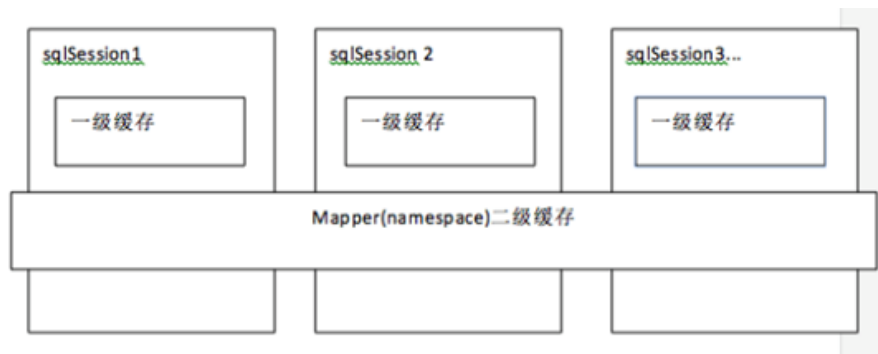 sqlSession1
sqlSession 2
sqlSession3...
一级缓存
一级缓存
一级缓存
Mapper(namespace)二级缓存